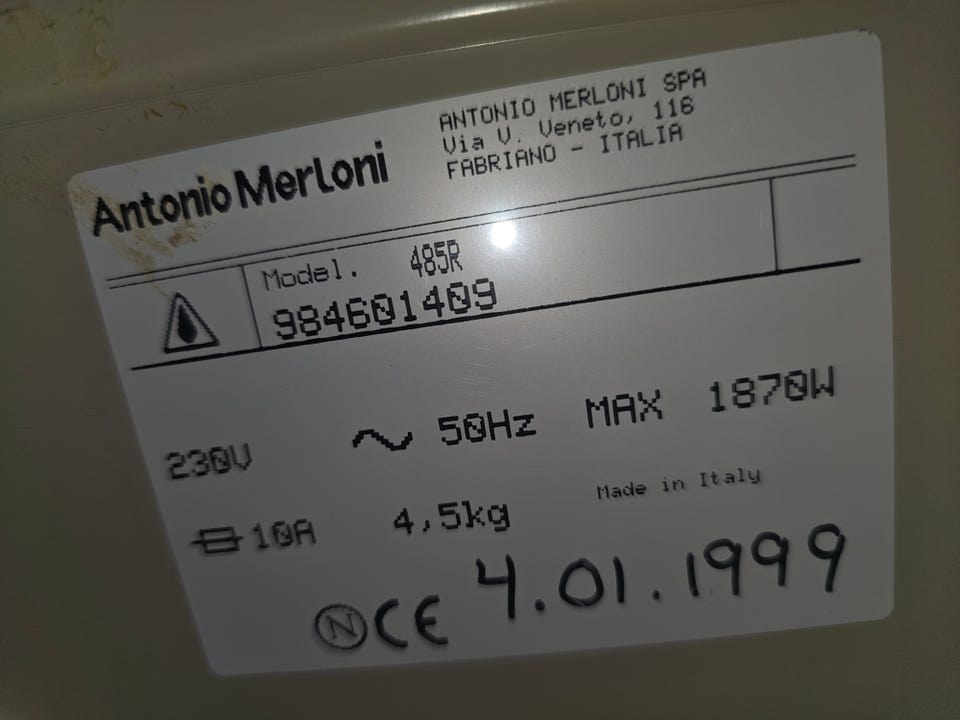 Antonio Merloni
ANTONIO MERLONI SPA
Via V. Veneto, 116
FABRIANO - ITALIA
Model. 485R
984601409
230V 50Hz MAX 1870W
10A 4,5kg Made in Italy
N CE 4.01.1999